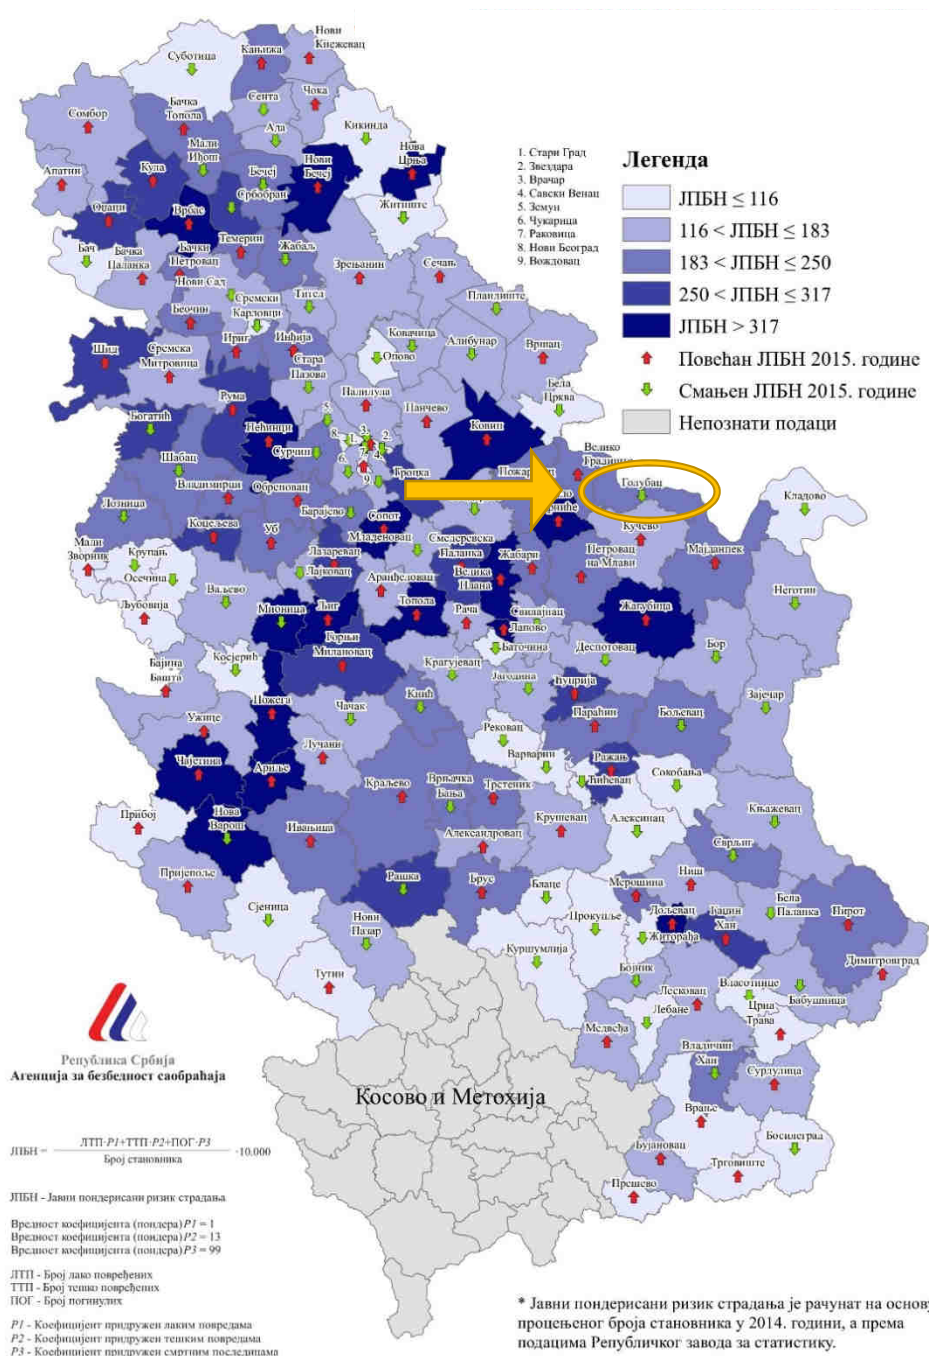 Нови
Кнежевац
Кањижа
Суботица
Чока
Сента
Сомбор
Бачка
Топола
Ада
Кикинда
Мали
Иђош
Нова
Црња
Нови
Бечеј
Апатин
Кула
Бечеј
Србобран
Оџаци
Врбас
Житиште
Темерин
Бач
Бачка
Паланка
Бачки
Петровац
Жабаљ
Зрењанин
Сечањ
Нови Сад
Сремски
Карловци
Тител
Пландиште
Беочин
Ковачица
Опово
Алибунар
Вршац
Шид
Сремска
Митровица
Ириг
Инђија
Стара
Пазова
Бела
Црква
Рума
Палилула
Панчево
Богатић
Пећинци
Ковин
5.
3.
2.
8.
1.
7.
4.
6.
9.
Шабац
Сурчин
Гроцка
Велико
Голубац
Кладово
Владимирци
Обреновац
Лозница
Барајево
Сопот
Кучево
Коцељева
Уб
Младеновац
Смедеревска
Паланка
Жабари
Петровац
на Млави
Мајданпек
Мали
Зворник
Крупањ
Осечина
Лазаревац
Лајковац
Аранђеловац
Велика
Плана
Неготин
Љубовија
Ваљево
Мионица
Љиг
Топола
Рача
Свилајнац
Лапово
Жагубица
Горњи
Милановац
Баточина
Бор
Косјерић
Деспотовац
Бајина
Башта
Крагујевац
Јагодина
Ћуприја
Књић
Чачак
Пожега
Параћин
Бољевац
Зајечар
Ужице
Рековац
Лучани
Варварин
Ражањ
Чајетина
Ариље
Ћићевац
Сокобања
Краљево
Врњачка
Бања
Трстеник
Прибој
Нова
Варош
Ивањица
Александровац
Крушевац
Алексинац
Књажевац
Сврљиг
Пријепоље
Рашка
Брус
Блаце
Мерошина
Ниш
Бела
Паланка
Сјеница
Прокупље
Дољевац
Гаџин
Хан
Пирот
Нови
Пазар
Житорађа
Куршумлија
Димитровград
Тутин
Бојник
Власотинце
Бабушница
Лесковац
Лебане
Црна
Трава
Медвеђа
Владичин
Хан
Сурдулица
Врање
Босилеград
Бујановац
Трговиште
Прешево
Косово и Метохија
1. Стари Град
2. Звездара
3. Врачар
4. Савски Венац
5. Земун
6. Чукарица
7. Раковица
8. Нови Београд
9. Вождовац
Легенда
ЈПБН ≤ 116
116 < ЈПБН ≤ 183
183 < ЈПБН ≤ 250
250 < ЈПБН ≤ 317
ЈПБН > 317
Повећан ЈПБН 2015. године
Смањен ЈПБН 2015. године
Непознати подаци
Република Србија
Агенција за безбедност саобраћаја
ЈПБН = ЛТП·P1+ТТП·P2+ПОГ·P3 ·10.000
Број становника
ЈПБН - Јавни пондерисани ризик страдања
Вредност коефицијента (пондера) P1 = 1
Вредност коефицијента (пондера) P2 = 13
Вредност коефицијента (пондера) P3 = 99
ЛТП - Број лако повређених
ТТП - Број тешко повређених
ПОГ - Број погинулих
P1 - Коефицијент придружен лаким повредама
P2 - Коефицијент придружен тешким повредама
P3 - Коефицијент придружен смртним последицама
* Јавни пондерисани ризик страдања је рачунат на основу
процењеног броја становника у 2014. години, а према
подацима Републичког завода за статистику.